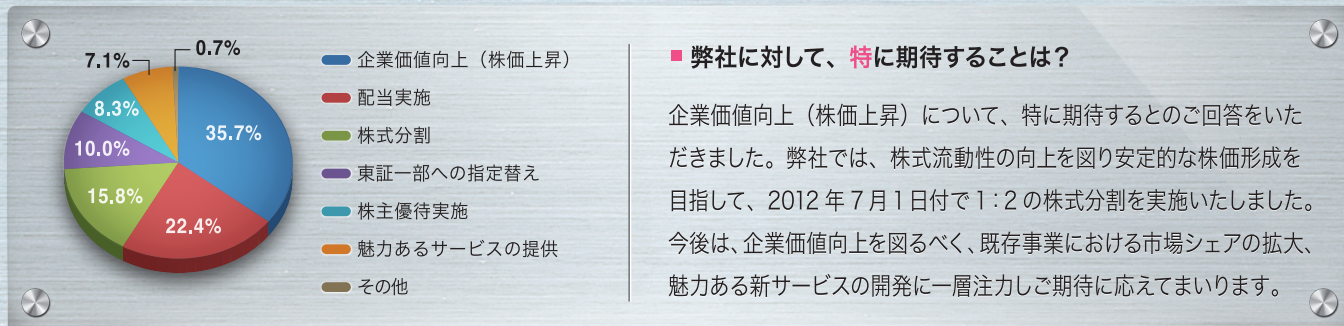 0.7%
7.1%
8.3%
10.0%
15.8%
22.4%
35.7%
企業価値向上（株価上昇）
配当実施
株式分割
東証一部への指定替え
株主優待実施
魅力あるサービスの提供
その他
弊社に対して、特に期待することは？
企業価値向上（株価上昇）について、特に期待するとのご回答をいた
だきました。弊社では、株式流動性の向上を図り安定的な株価形成を
目指して、2012年7月1日付で1：2の株式分割を実施いたしました。
今後は、企業価値向上を図るべく、既存事業における市場シェアの拡大、
魅力ある新サービスの開発に一層注力しご期待に応えてまいります。